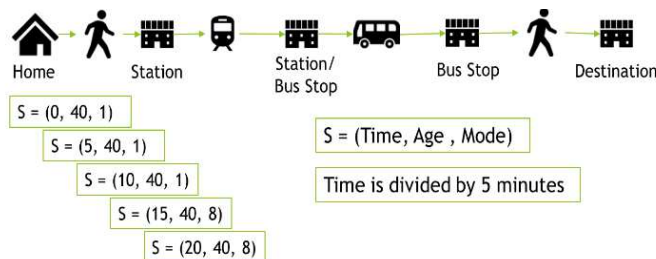 Home
Station
Station/
Bus Stop
Bus Stop
Destination
S = (0, 40, 1)
S = (5, 40, 1)
S = (10, 40, 1)
S = (15, 40, 8)
S = (20, 40, 8)
S = (Time, Age , Mode)
Time is divided by 5 minutes